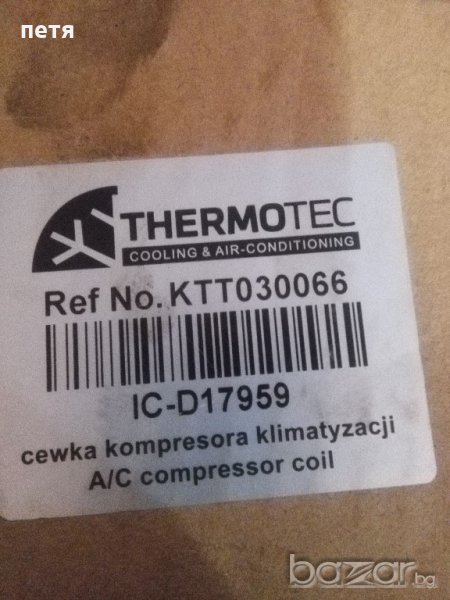 петя
THERMOTEC
COOLING & AIR-CONDITIONING
Ref No. KTT030066
IC-D17959
cewka kompresora klimatyzacji
A/C compressor coil
bazar.bg